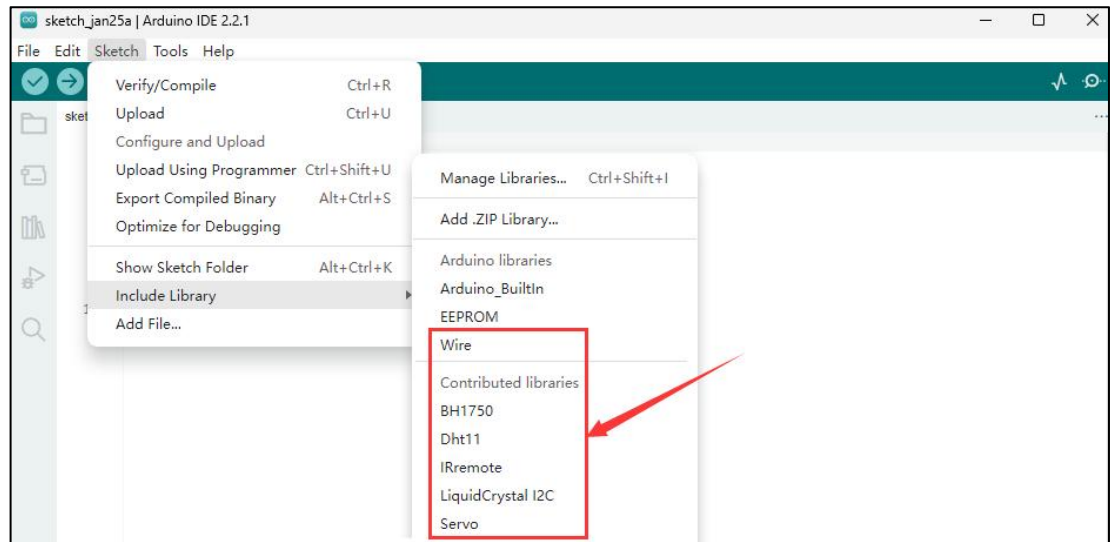 sketch_jan25a | Arduino IDE 2.2.1
File Edit Sketch Tools Help
sket
Verify/Compile Ctrl+R
Upload Ctrl+U
Configure and Upload
Upload Using Programmer Ctrl+Shift+U
Export Compiled Binary Alt+Ctrl+S
Optimize for Debugging
Show Sketch Folder Alt+Ctrl+K
Include Library
Add File...
1
Manage Libraries... Ctrl+Shift+I
Add .ZIP Library...
Arduino libraries
Arduino_BuiltIn
EEPROM
Wire
Contributed libraries
BH1750
Dht11
IRremote
LiquidCrystal I2C
Servo